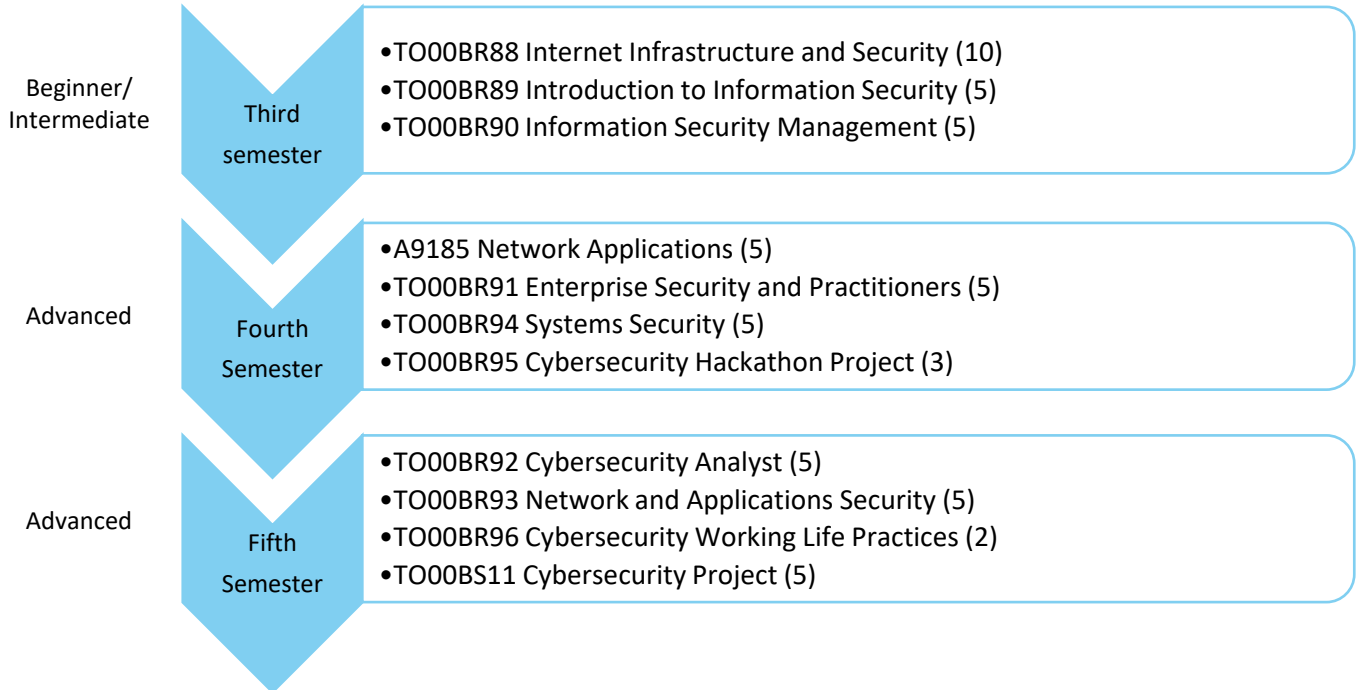 Beginner/
Intermediate
Third
semester
•TO00BR88 Internet Infrastructure and Security (10)
•TO00BR89 Introduction to Information Security (5)
•TO00BR90 Information Security Management (5)
Advanced
Fourth
Semester
•A9185 Network Applications (5)
•TO00BR91 Enterprise Security and Practitioners (5)
•TO00BR94 Systems Security (5)
•TO00BR95 Cybersecurity Hackathon Project (3)
Advanced
Fifth
Semester
•TO00BR92 Cybersecurity Analyst (5)
•TO00BR93 Network and Applications Security (5)
•TO00BR96 Cybersecurity Working Life Practices (2)
•TO00BS11 Cybersecurity Project (5)